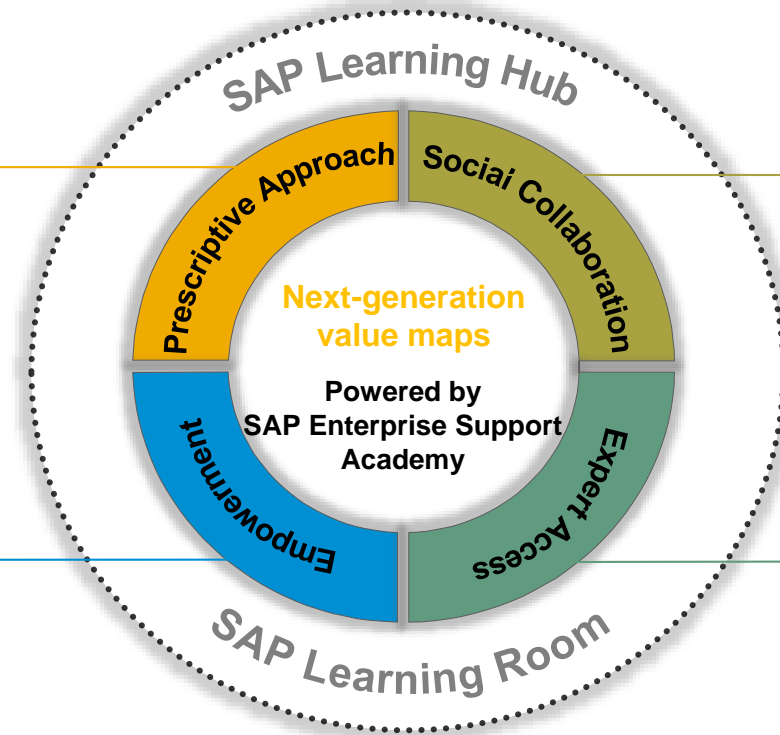 SAP Learning Hub
Prescriptive Approach
Social Collaboration
Next-generation
value maps
Powered by
SAP Enterprise Support
Academy
Empowerment
Expert Access
SAP Learning Room